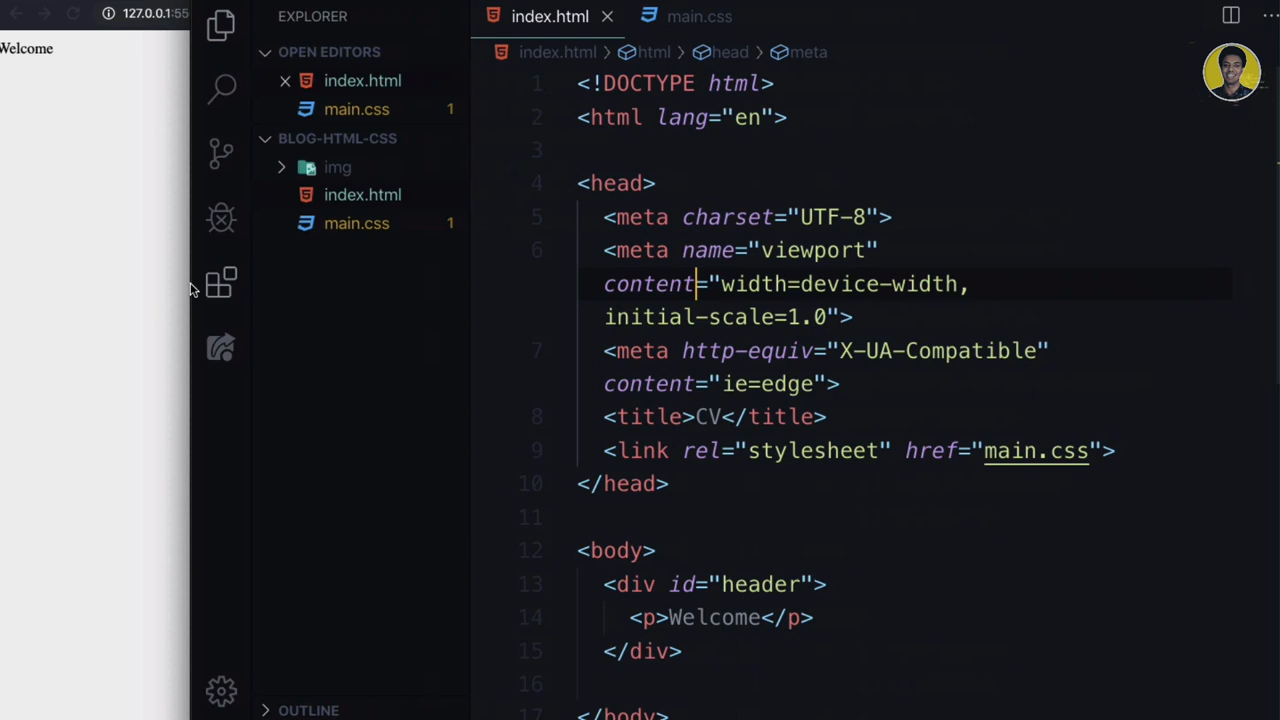 127.0.0.1:55
Welcome
EXPLORER
OPEN EDITORS
index.html
main.css 1
BLOG-HTML-CSS
img
index.html
main.css 1
OUTLINE
index.html main.css
index.html > html > head > meta
1 <!DOCTYPE html>
2 <html lang="en">
3
4 <head>
5 <meta charset="UTF-8">
6 <meta name="viewport"
content="width=device-width,
initial-scale=1.0">
7 <meta http-equiv="X-UA-Compatible"
content="ie=edge">
8 <title>CV</title>
9 <link rel="stylesheet" href="main.css">
10 </head>
11
12 <body>
13 <div id="header">
14 <p>Welcome</p>
15 </div>
16
17 </body>